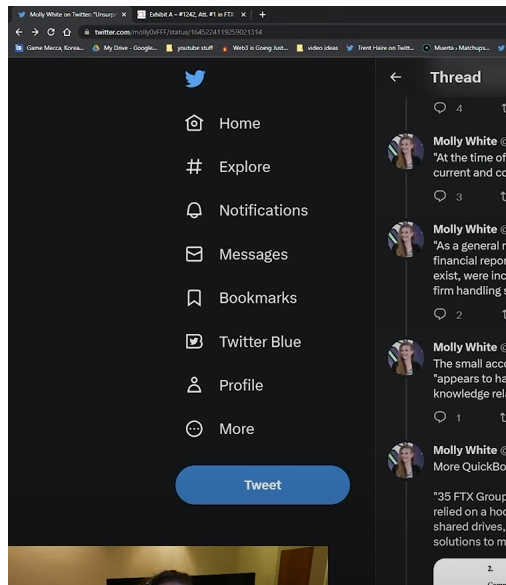 Molly White on Twitter: "Unsurp
Exhibit A – #1242, Att. #1 in FTX
twitter.com/molly0xFFF/status/1645224119259021314
Game Mecca, Korea...
My Drive - Google...
youtube stuff
Web3 is Going Just...
video ideas
Trent Haire on Twitt...
Muerta › Matchups...
Home
Explore
Notifications
Messages
Bookmarks
Twitter Blue
Profile
More
Tweet
Thread
4
Molly White
"At the time of
current and co
3
Molly White
"As a general
financial repor
exist, were inc
firm handling
2
Molly White
The small acco
"appears to ha
knowledge rel
1
Molly White
More QuickBo
"35 FTX Group
relied on a hod
shared drives,
solutions to m
2.